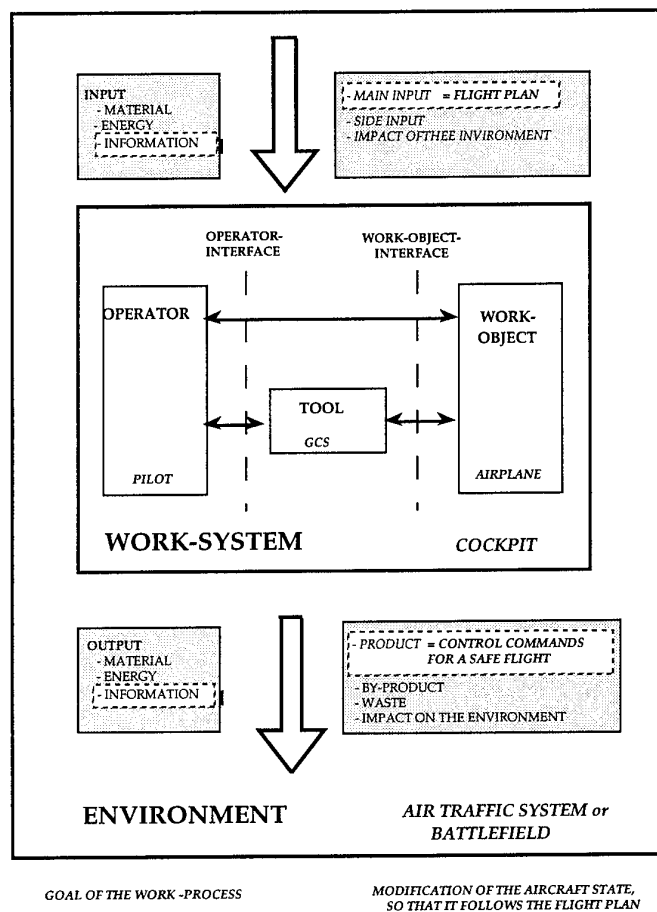 INPUT
- MATERIAL
- ENERGY
- INFORMATION
- MAIN INPUT = FLIGHT PLAN
- SIDE INPUT
- IMPACT OFTHEE INVIRONMENT
OPERATOR-
INTERFACE
WORK-OBJECT-
INTERFACE
OPERATOR
WORK-
OBJECT
TOOL
GCS
PILOT
AIRPLANE
WORK-SYSTEM
COCKPIT
OUTPUT
- MATERIAL
- ENERGY
- INFORMATION
- PRODUCT = CONTROL COMMANDS
FOR A SAFE FLIGHT
- BY-PRODUCT
- WASTE
- IMPACT ON THE ENVIRONMENT
ENVIRONMENT
AIR TRAFFIC SYSTEM or
BATTLEFIELD
GOAL OF THE WORK -PROCESS
MODIFICATION OF THE AIRCRAFT STATE,
SO THAT IT FOLLOWS THE FLIGHT PLAN